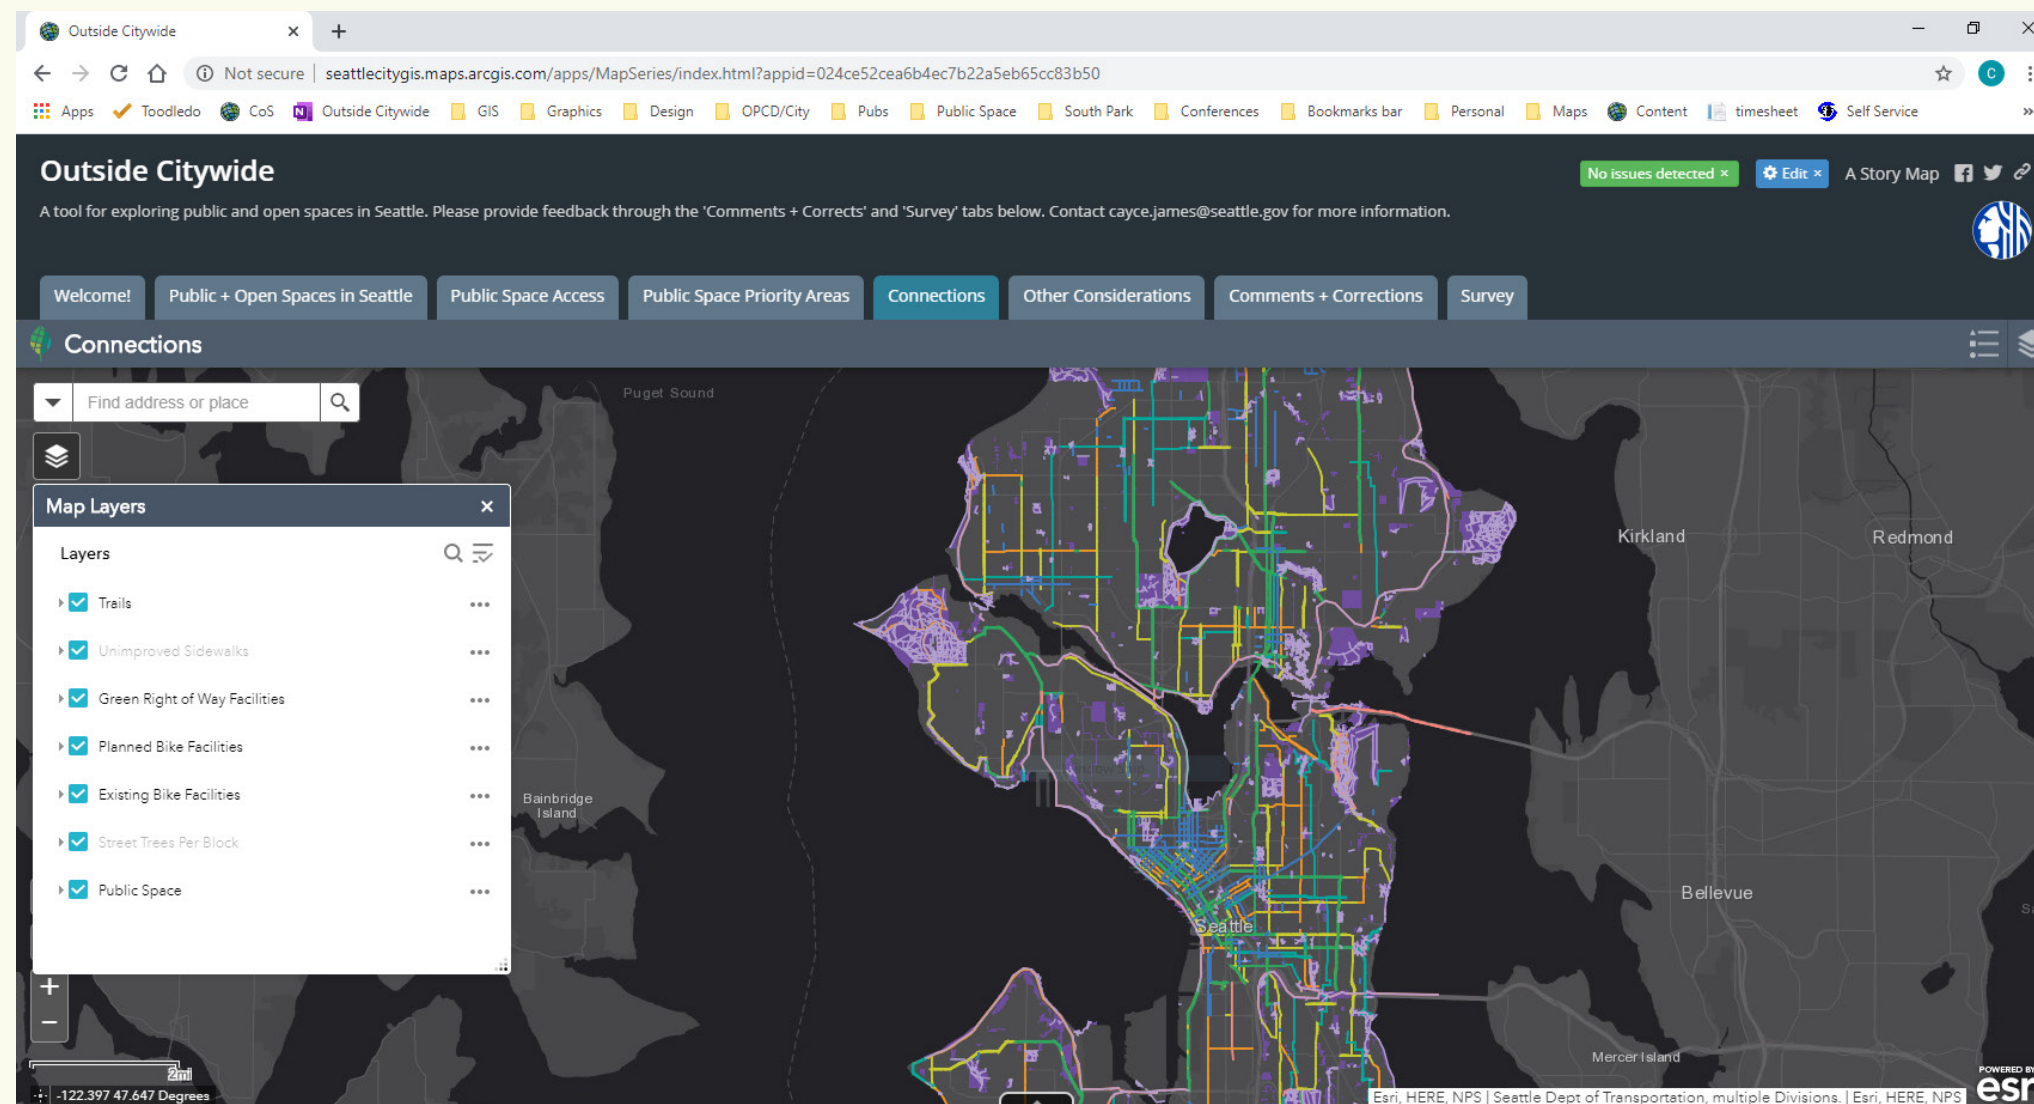 Outside Citywide
Not secure | seattlecitygis.maps.arcgis.com/apps/MapSeries/index.html?appid=024ce52cea6b4ec7b22a5eb65cc83b50
C
Apps Toodledo CoS Outside Citywide GIS Graphics Design OPCD/City Pubs Public Space South Park Conferences Bookmarks bar Personal Maps Content timesheet Self Service »
Outside Citywide
No issues detected × Edit × A Story Map
A tool for exploring public and open spaces in Seattle. Please provide feedback through the 'Comments + Corrects' and 'Survey' tabs below. Contact cayce.james@seattle.gov for more information.
Welcome! Public + Open Spaces in Seattle Public Space Access Public Space Priority Areas Connections Other Considerations Comments + Corrections Survey
Connections
Find address or place
Puget Sound
Map Layers
Layers
Trails
Unimproved Sidewalks
Green Right of Way Facilities
Planned Bike Facilities
Existing Bike Facilities
Street Trees Per Block
Public Space
Kirkland
Redmond
Bainbridge
Island
Bellevue
Seattle
Mercer Island
2mi
-122.397 47.647 Degrees
Esri, HERE, NPS | Seattle Dept of Transportation, multiple Divisions. | Esri, HERE, NPS
POWERED BY
esri